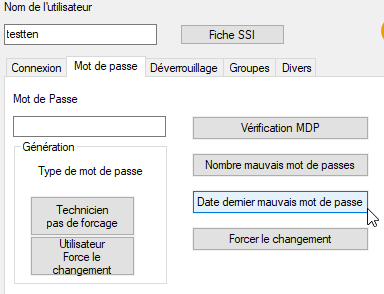 Nom de l'utilisateur
testten
Fiche SSI
Connexion Mot de passe Déverrouillage Groupes Divers
Mot de Passe
Vérification MDP
Génération
Type de mot de passe
Nombre mauvais mot de passes
Technicien
pas de forcage
Date dernier mauvais mot de passe
Utilisateur
Force le
changement
Forcer le changement